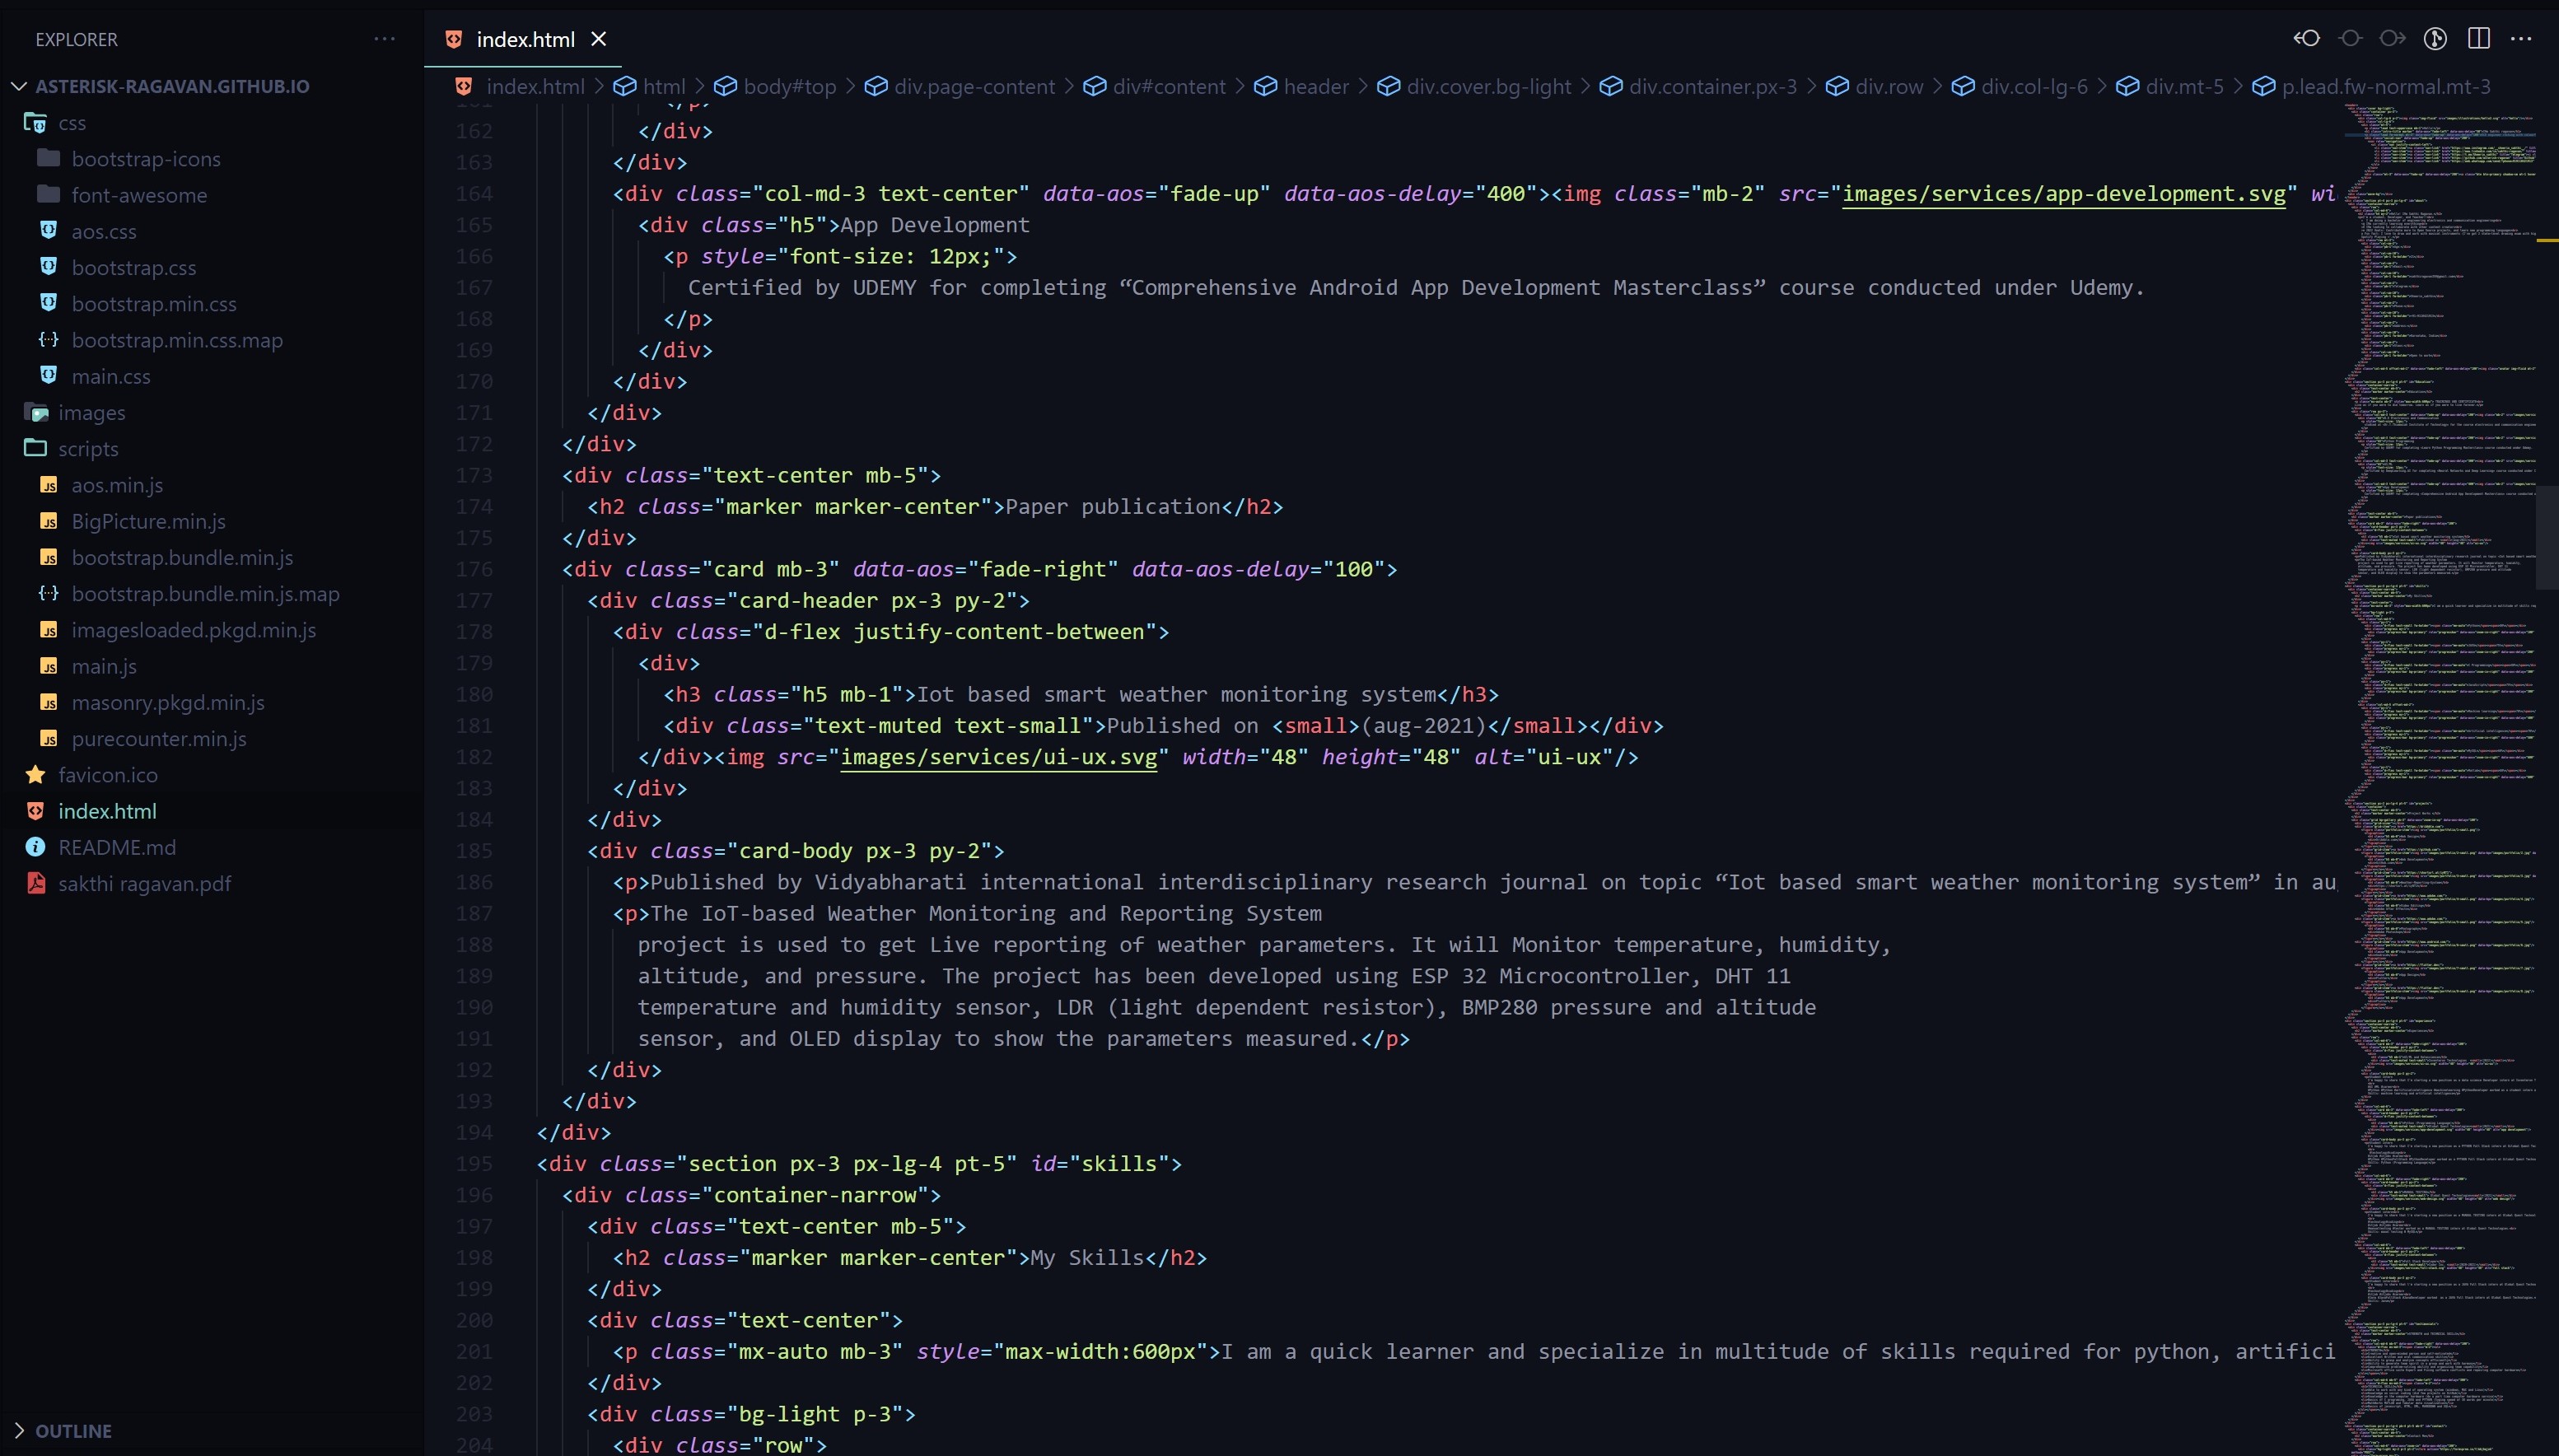 EXPLORER
ASTERISK-RAGAVAN.GITHUB.IO
css
bootstrap-icons
font-awesome
aos.css
bootstrap.css
bootstrap.min.css
bootstrap.min.css.map
main.css
images
scripts
aos.min.js
BigPicture.min.js
bootstrap.bundle.min.js
bootstrap.bundle.min.js.map
imagesloaded.pkgd.min.js
main.js
masonry.pkgd.min.js
purecounter.min.js
favicon.ico
index.html
README.md
sakthi ragavan.pdf
OUTLINE
index.html
index.html > html > body#top > div.page-content > div#content > header > div.cover.bg-light > div.container.px-3 > div.row > div.col-lg-6 > div.mt-5 > p.lead.fw-normal.mt-3
161 </p>
162 </div>
163 </div>
164 <div class="col-md-3 text-center" data-aos="fade-up" data-aos-delay="400"><img class="mb-2" src="images/services/app-development.svg" wi
165 <div class="h5">App Development
166 <p style="font-size: 12px;">
167 Certified by UDEMY for completing “Comprehensive Android App Development Masterclass” course conducted under Udemy.
168 </p>
169 </div>
170 </div>
171 </div>
172 </div>
173 <div class="text-center mb-5">
174 <h2 class="marker marker-center">Paper publication</h2>
175 </div>
176 <div class="card mb-3" data-aos="fade-right" data-aos-delay="100">
177 <div class="card-header px-3 py-2">
178 <div class="d-flex justify-content-between">
179 <div>
180 <h3 class="h5 mb-1">Iot based smart weather monitoring system</h3>
181 <div class="text-muted text-small">Published on <small>(aug-2021)</small></div>
182 </div><img src="images/services/ui-ux.svg" width="48" height="48" alt="ui-ux"/>
183 </div>
184 </div>
185 <div class="card-body px-3 py-2">
186 <p>Published by Vidyabharati international interdisciplinary research journal on topic “Iot based smart weather monitoring system” in au
187 <p>The IoT-based Weather Monitoring and Reporting System
188 project is used to get Live reporting of weather parameters. It will Monitor temperature, humidity,
189 altitude, and pressure. The project has been developed using ESP 32 Microcontroller, DHT 11
190 temperature and humidity sensor, LDR (light dependent resistor), BMP280 pressure and altitude
191 sensor, and OLED display to show the parameters measured.</p>
192 </div>
193 </div>
194 </div>
195 <div class="section px-3 px-lg-4 pt-5" id="skills">
196 <div class="container-narrow">
197 <div class="text-center mb-5">
198 <h2 class="marker marker-center">My Skills</h2>
199 </div>
200 <div class="text-center">
201 <p class="mx-auto mb-3" style="max-width:600px">I am a quick learner and specialize in multitude of skills required for python, artifici
202 </div>
203 <div class="bg-light p-3">
204 <div class="row">